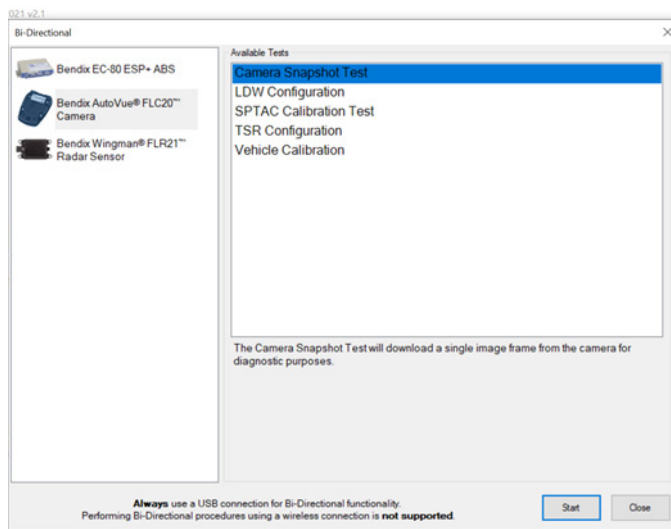 021 v2.1
Bi-Directional
Bendix EC-80 ESP+ ABS
Bendix AutoVue® FLC20™
Camera
Bendix Wingman® FLR21™
Radar Sensor
Available Tests
Camera Snapshot Test
LDW Configuration
SPTAC Calibration Test
TSR Configuration
Vehicle Calibration
The Camera Snapshot Test will download a single image frame from the camera for
diagnostic purposes.
Always use a USB connection for Bi-Directional functionality.
Performing Bi-Directional procedures using a wireless connection is not supported.
Start
Close